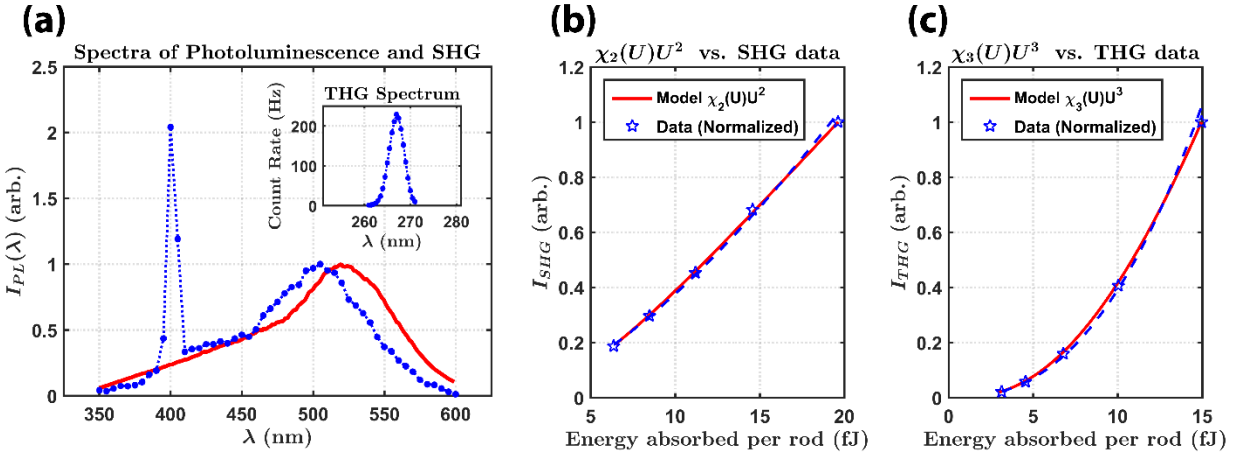 (a)
Spectra of Photoluminescence and SHG
2.5
2
1.5
1
0.5
0
I_PL(λ) (arb.)
350 400 450 500 550 600
λ (nm)
THG Spectrum
Count Rate (Hz)
200
100
0
260 270 280
λ (nm)
(b)
χ₂(U)U² vs. SHG data
1.2
1
0.8
0.6
0.4
0.2
0
I_SHG (arb.)
Model χ₂(U)U²
Data (Normalized)
5 10 15 20
Energy absorbed per rod (fJ)
(c)
χ₃(U)U³ vs. THG data
1.2
1
0.8
0.6
0.4
0.2
0
I_THG (arb.)
Model χ₃(U)U³
Data (Normalized)
0 5 10 15
Energy absorbed per rod (fJ)